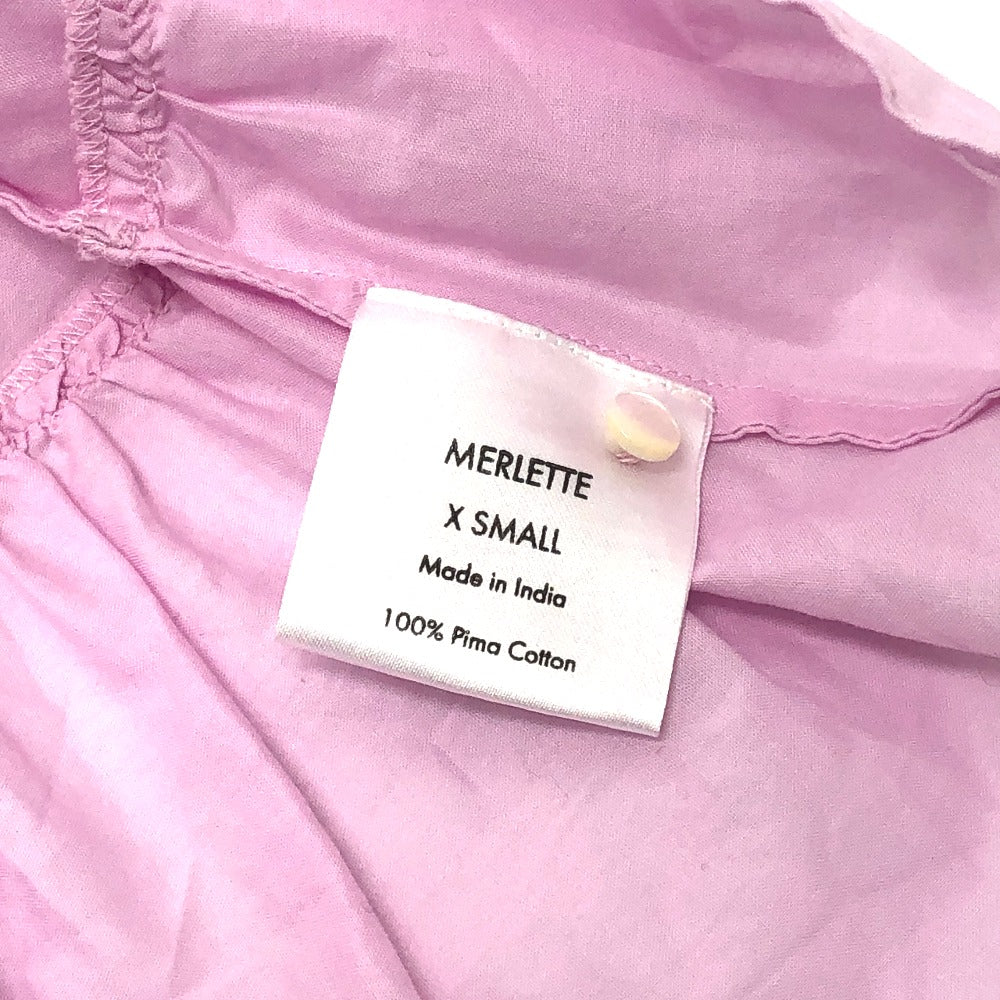 MERLETTE
X SMALL
Made in India
100% Pima Cotton